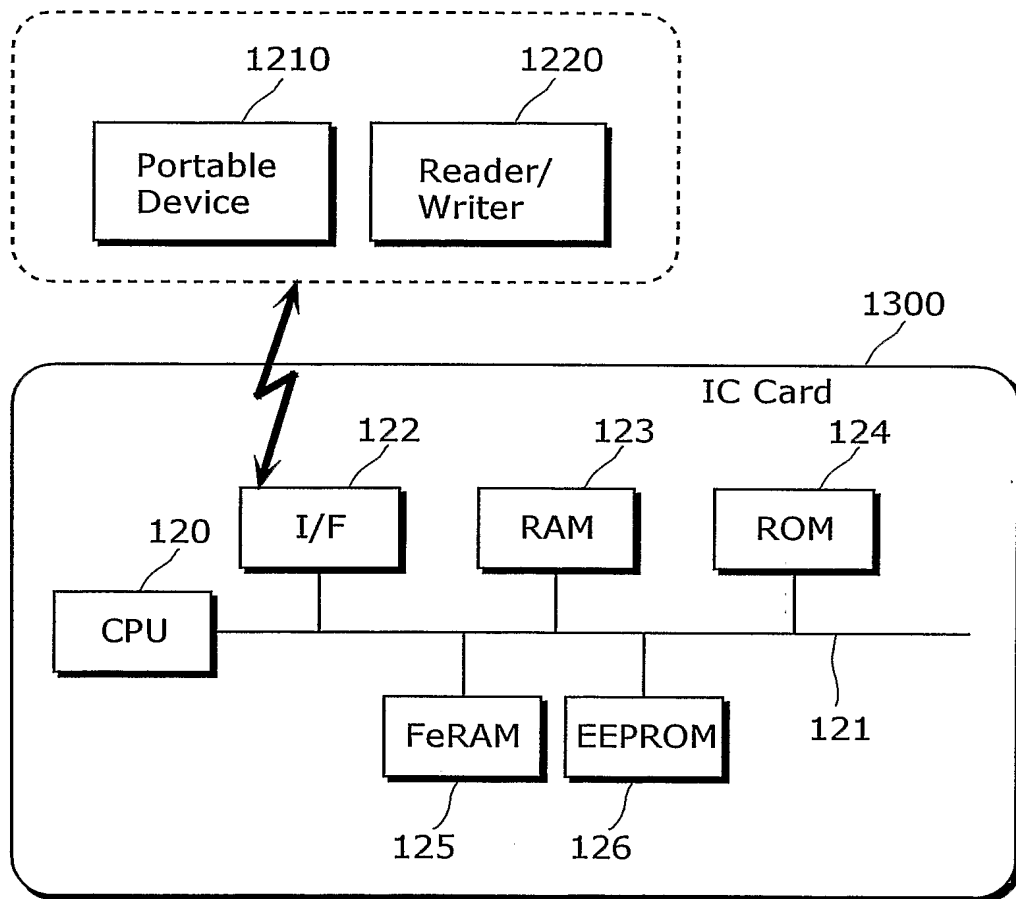 1210
1220
Portable
Device
Reader/
Writer
1300
IC Card
122
123
124
I/F
RAM
ROM
120
CPU
121
FeRAM
EEPROM
125
126